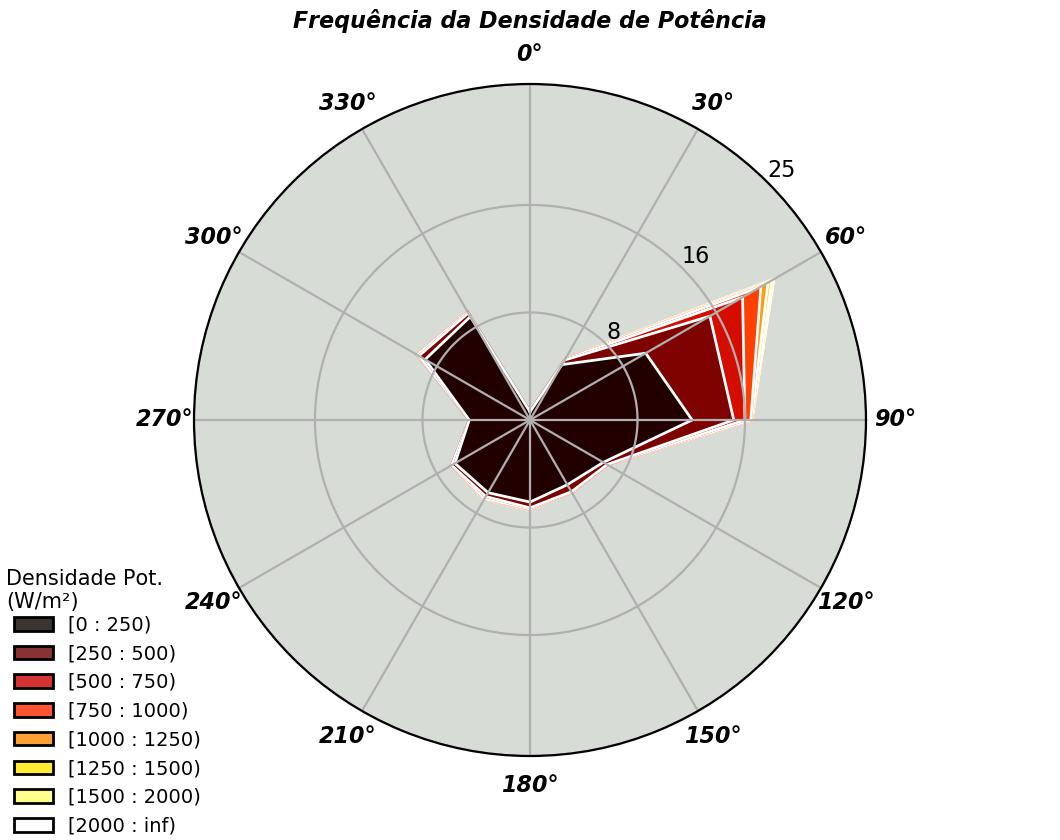 Frequência da Densidade de Potência
0°
330°
30°
25
300°
60°
16
8
270°
90°
240°
120°
210°
150°
180°
Densidade Pot.
(W/m²)
[0 : 250)
[250 : 500)
[500 : 750)
[750 : 1000)
[1000 : 1250)
[1250 : 1500)
[1500 : 2000)
[2000 : inf)